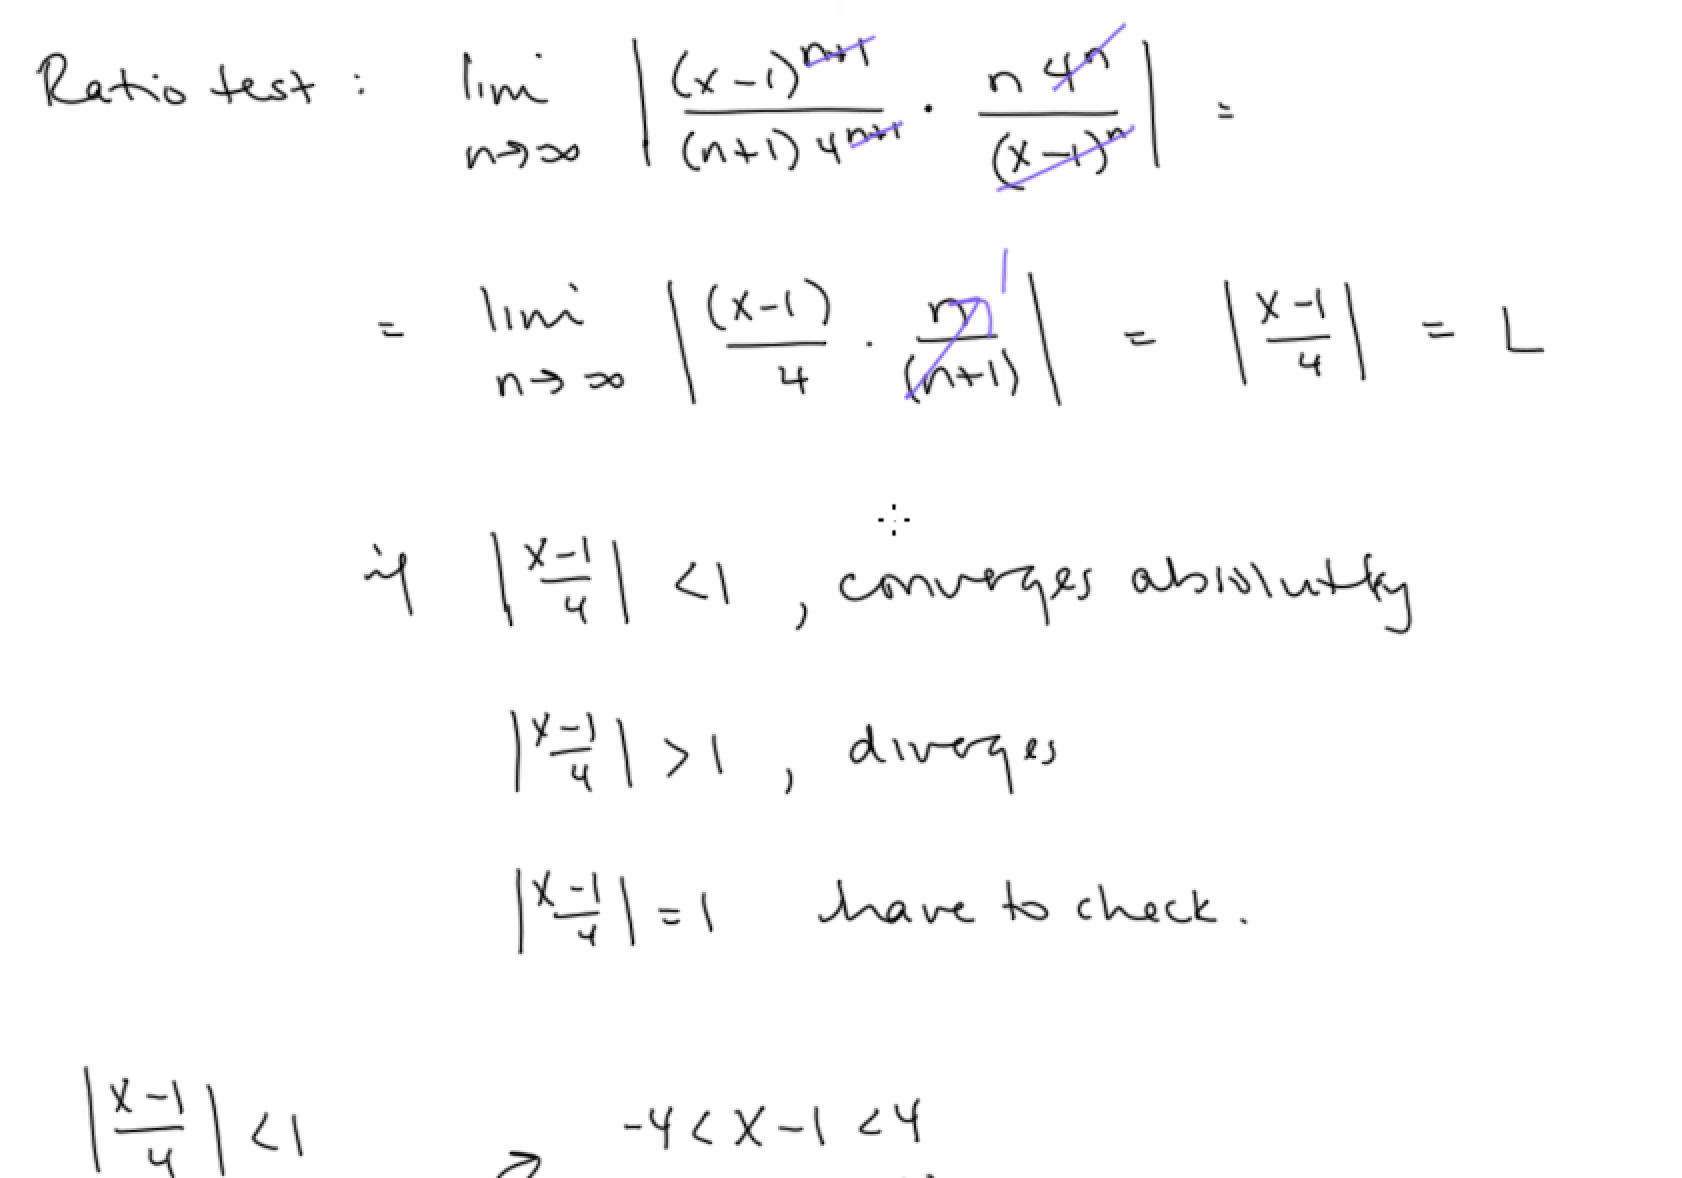 Ratio test : lim n→∞ | (x-1)^(n+1) / (n+1) 4^(n+1) · n 4^n / (x-1)^n | =
= lim n→∞ | (x-1) / 4 · n / (n+1) | 1 = | x-1 / 4 | = L
if | x-1 / 4 | < 1 , converges absolutely
| x-1 / 4 | > 1 , diverges
| x-1 / 4 | = 1 have to check.
| x-1 / 4 | < 1 → -4 < x-1 < 4